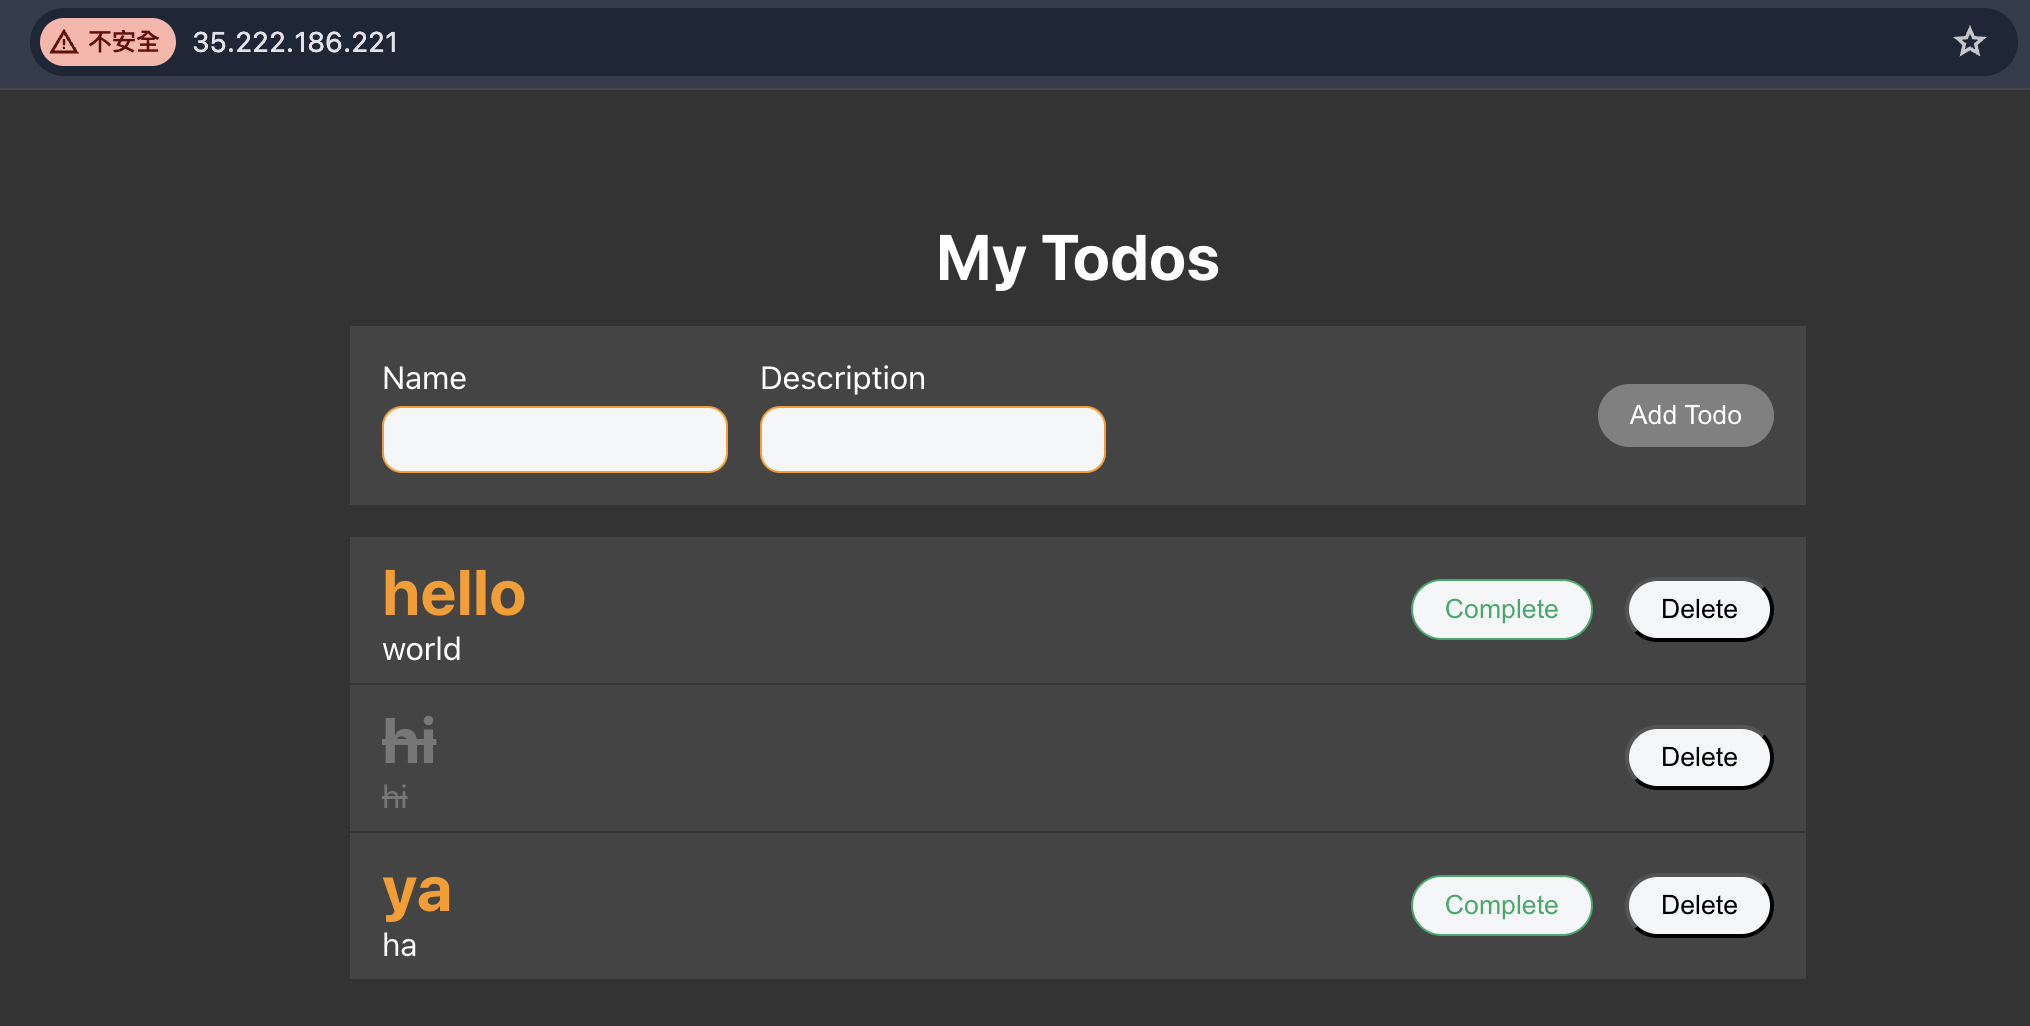 不安全 35.222.186.221
My Todos
Name Description
Add Todo
hello
world
Complete Delete
hi
hi
Delete
ya
ha
Complete Delete